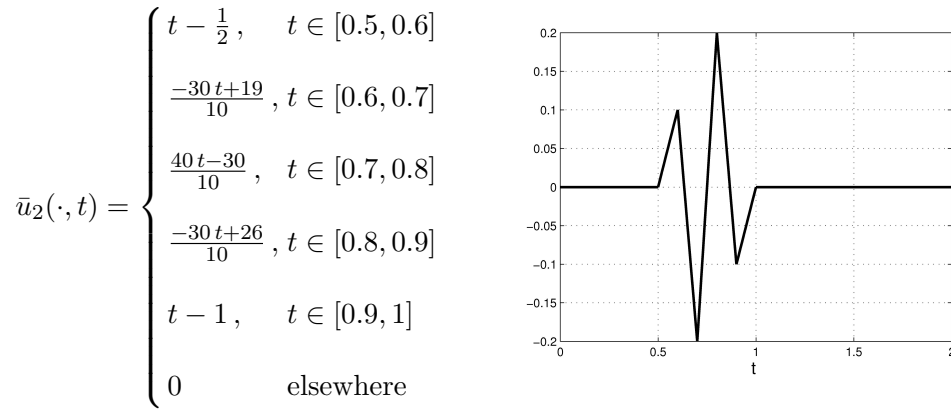 t − 1/2 , t ∈ [0.5, 0.6]
(−30 t+19)/10 , t ∈ [0.6, 0.7]
(40 t−30)/10 , t ∈ [0.7, 0.8]
ū₂(·, t) = {
(−30 t+26)/10 , t ∈ [0.8, 0.9]
t − 1 , t ∈ [0.9, 1]
0 elsewhere
0.2
0.15
0.1
0.05
0
−0.05
−0.1
−0.15
−0.2
0 0.5 1 1.5 2
t